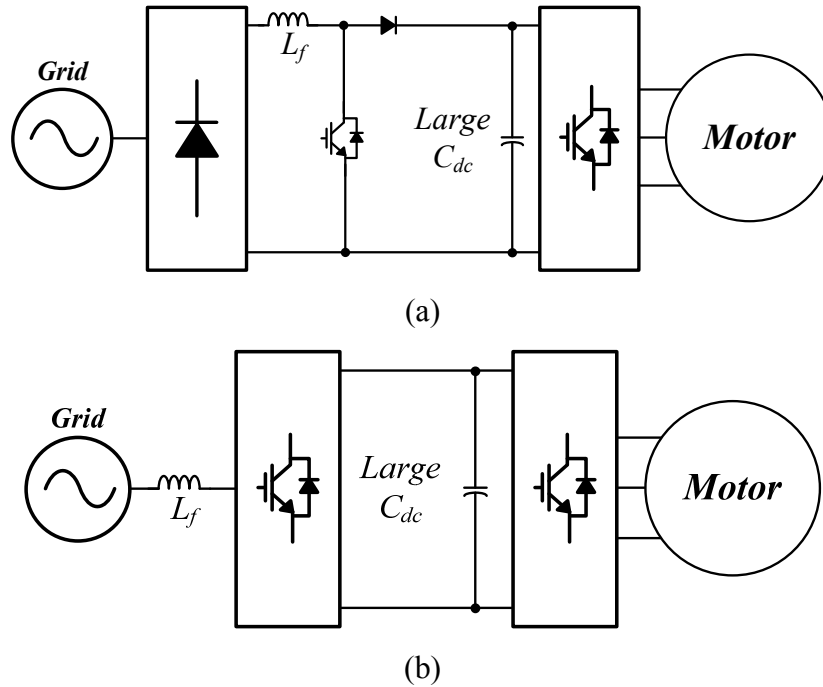 Grid
L_f
Large
C_dc
Motor
(a)
Grid
L_f
Large
C_dc
Motor
(b)